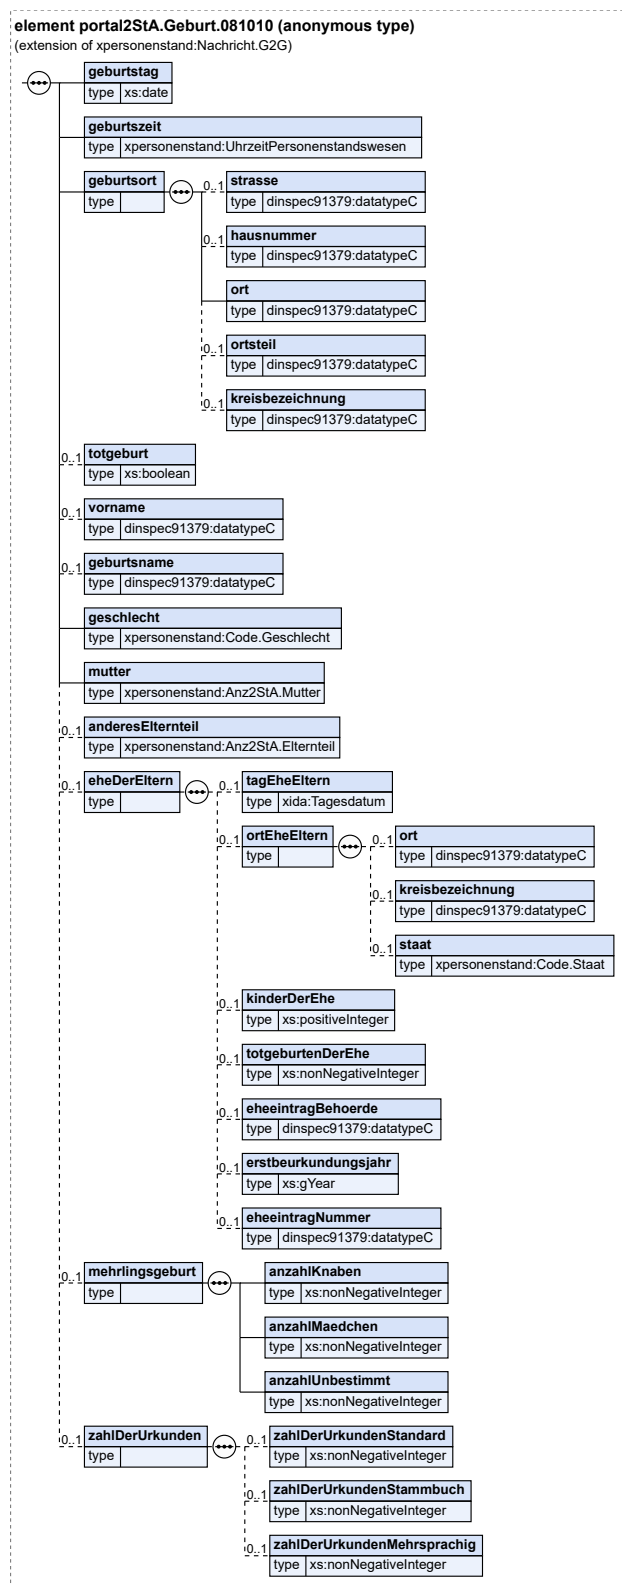 element portal2StA.Geburt.081010 (anonymous type)
(extension of xpersonenstand:Nachricht.G2G)
geburtstag
type xs:date
geburtszeit
type xpersonenstand:UhrzeitPersonenstandswesen
geburtsort
type
0..1 strasse
type dinspec91379:datatypeC
0..1 hausnummer
type dinspec91379:datatypeC
ort
type dinspec91379:datatypeC
0..1 ortsteil
type dinspec91379:datatypeC
0..1 kreisbezeichnung
type dinspec91379:datatypeC
0..1 totgeburt
type xs:boolean
0..1 vorname
type dinspec91379:datatypeC
0..1 geburtsname
type dinspec91379:datatypeC
geschlecht
type xpersonenstand:Code.Geschlecht
mutter
type xpersonenstand:Anz2StA.Mutter
0..1 anderesElternteil
type xpersonenstand:Anz2StA.Elternteil
0..1 eheDerEltern
type
0..1 tagEheEltern
type xida:Tagesdatum
0..1 ortEheEltern
type
0..1 ort
type dinspec91379:datatypeC
0..1 kreisbezeichnung
type dinspec91379:datatypeC
0..1 staat
type xpersonenstand:Code.Staat
0..1 kinderDerEhe
type xs:positiveInteger
0..1 totgeburtenDerEhe
type xs:nonNegativeInteger
0..1 eheeintragBehoerde
type dinspec91379:datatypeC
0..1 erstbeurkundungsjahr
type xs:gYear
0..1 eheeintragNummer
type dinspec91379:datatypeC
0..1 mehrlingsgeburt
type
anzahlKnaben
type xs:nonNegativeInteger
anzahlMaedchen
type xs:nonNegativeInteger
anzahlUnbestimmt
type xs:nonNegativeInteger
0..1 zahlDerUrkunden
type
0..1 zahlDerUrkundenStandard
type xs:nonNegativeInteger
0..1 zahlDerUrkundenStammbuch
type xs:nonNegativeInteger
0..1 zahlDerUrkundenMehrsprachig
type xs:nonNegativeInteger